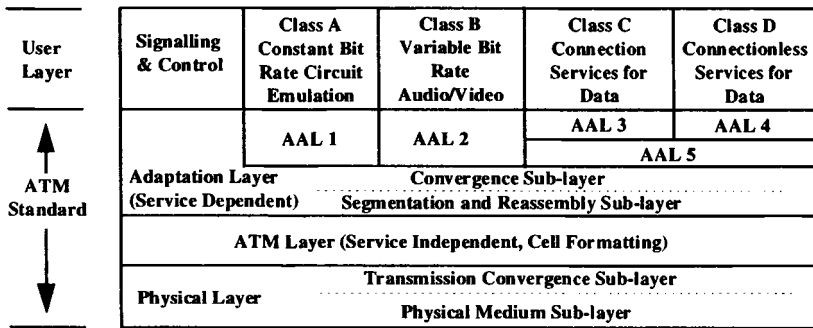 User
Layer
Signalling
& Control
Class A
Constant Bit
Rate Circuit
Emulation
Class B
Variable Bit
Rate
Audio/Video
Class C
Connection
Services for
Data
Class D
Connectionless
Services for
Data
ATM
Standard
AAL 1
AAL 2
AAL 3
AAL 4
AAL 5
Adaptation Layer
(Service Dependent)
Convergence Sub-layer
Segmentation and Reassembly Sub-layer
ATM Layer (Service Independent, Cell Formatting)
Physical Layer
Transmission Convergence Sub-layer
Physical Medium Sub-layer